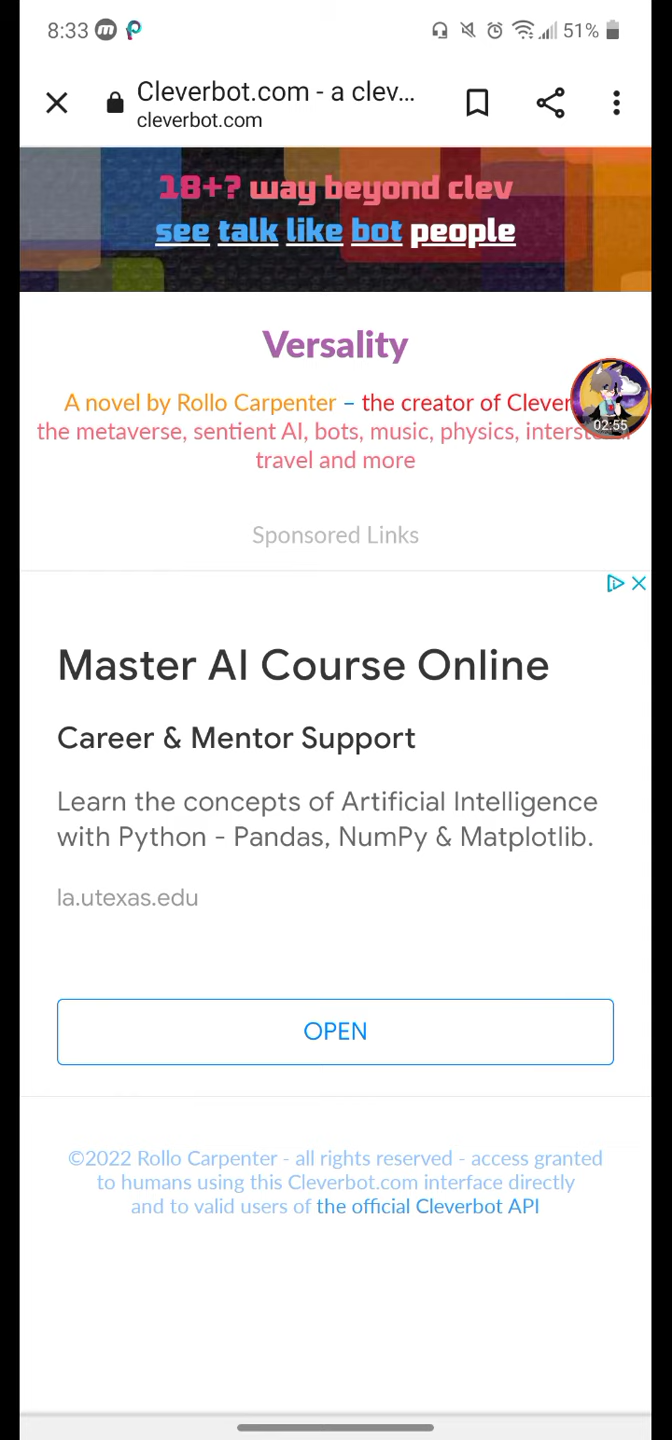 8:33
51%
Cleverbot.com - a clev...
cleverbot.com
18+? way beyond clev
see talk like bot people
Versality
A novel by Rollo Carpenter – the creator of Clever
the metaverse, sentient AI, bots, music, physics,
02:55
travel and more
Sponsored Links
Master AI Course Online
Career & Mentor Support
Learn the concepts of Artificial Intelligence
with Python - Pandas, NumPy & Matplotlib.
la.utexas.edu
OPEN
©2022 Rollo Carpenter - all rights reserved - access granted
to humans using this Cleverbot.com interface directly
and to valid users of the official Cleverbot API